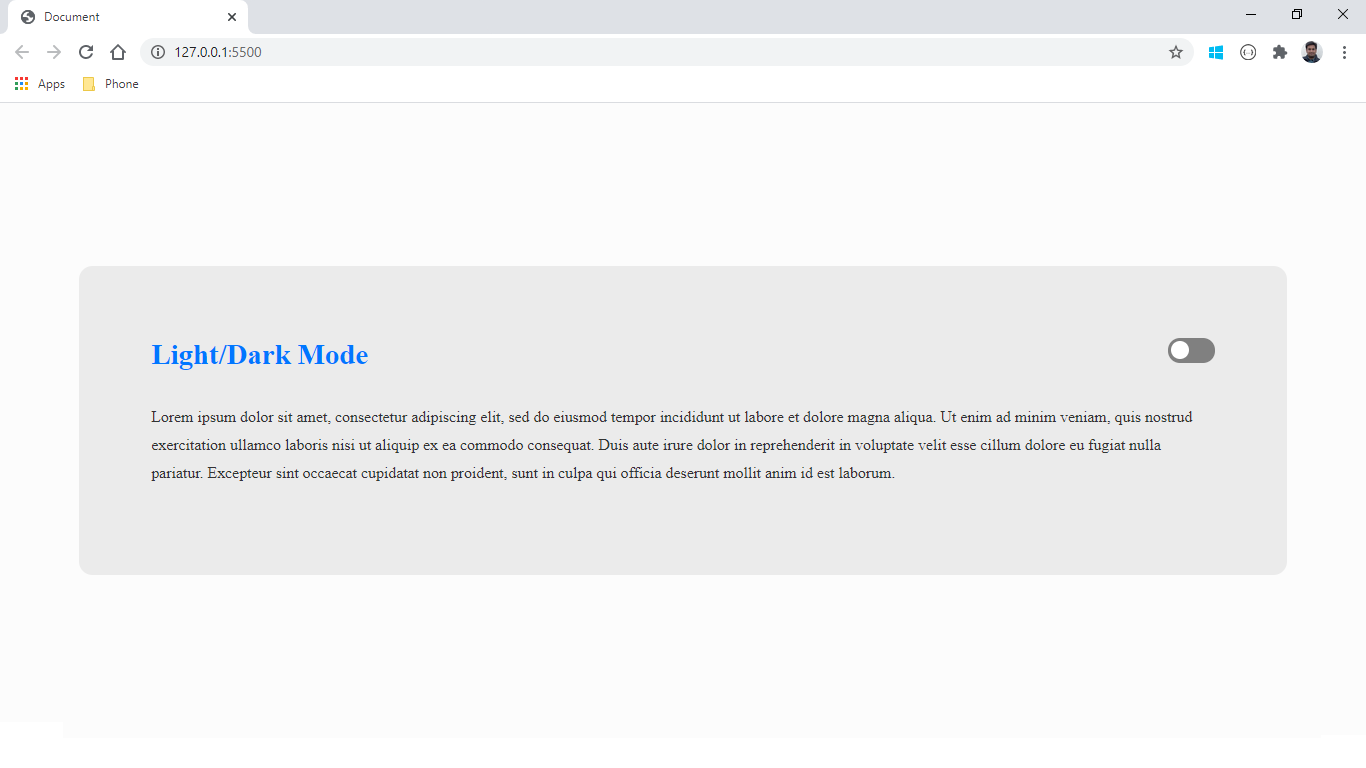 Document
127.0.0.1:5500
Apps Phone
Light/Dark Mode
Lorem ipsum dolor sit amet, consectetur adipiscing elit, sed do eiusmod tempor incididunt ut labore et dolore magna aliqua. Ut enim ad minim veniam, quis nostrud
exercitation ullamco laboris nisi ut aliquip ex ea commodo consequat. Duis aute irure dolor in reprehenderit in voluptate velit esse cillum dolore eu fugiat nulla
pariatur. Excepteur sint occaecat cupidatat non proident, sunt in culpa qui officia deserunt mollit anim id est laborum.